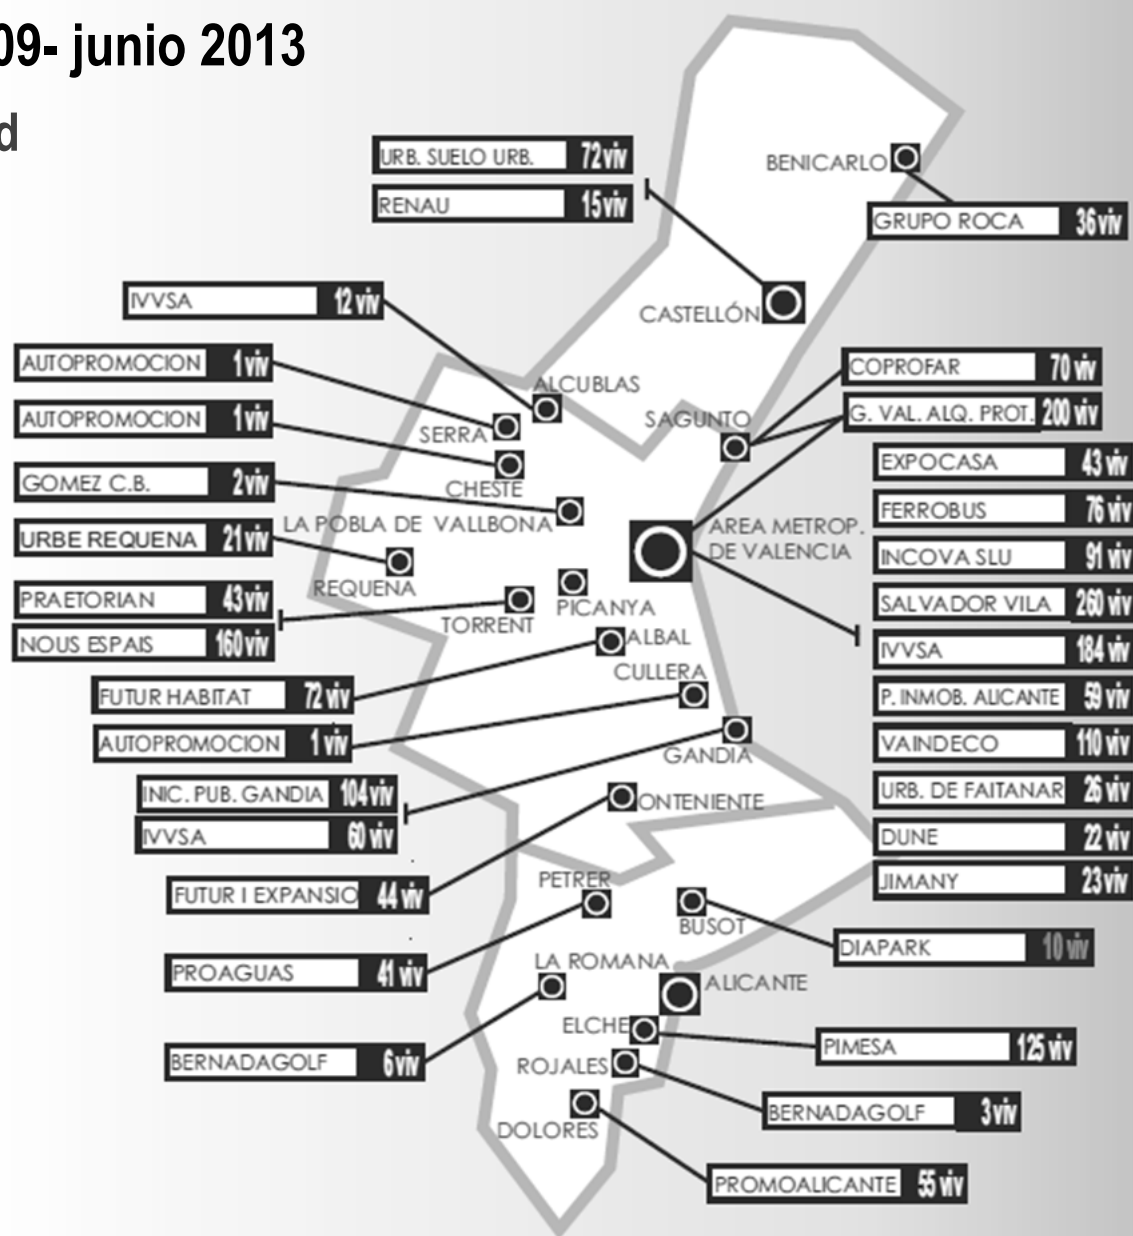 09- junio 2013
d
URB. SUELO URB. 72 viv
RENAU 15 viv
BENICARLO
GRUPO ROCA 36 viv
CASTELLÓN
IVVSA 12 viv
AUTOPROMOCION 1 viv
AUTOPROMOCION 1 viv
GOMEZ C.B. 2 viv
URBE REQUENA 21 viv
PRAETORIAN 43 viv
NOUS ESPAIS 160 viv
FUTUR HABITAT 72 viv
AUTOPROMOCION 1 viv
INIC. PUB. GANDIA 104 viv
IVVSA 60 viv
FUTUR I EXPANSIO 44 viv
PROAGUAS 41 viv
BERNADAGOLF 6 viv
ALCUBLAS
SERRA
CHESTE
LA POBLA DE VALLBONA
REQUENA
TORRENT
PICANYA
ALBAL
CULLERA
GANDIA
ONTENIENTE
PETRER
BUSOT
LA ROMANA
ALICANTE
ELCHE
ROJALES
DOLORES
SAGUNTO
AREA METROP.
DE VALENCIA
COPROFAR 70 viv
G. VAL. ALQ. PROT. 200 viv
EXPOCASA 43 viv
FERROBUS 76 viv
INCOVA SLU 91 viv
SALVADOR VILA 260 viv
IVVSA 184 viv
P. INMOB. ALICANTE 59 viv
VAINDECO 110 viv
URB. DE FAITANAR 26 viv
DUNE 22 viv
JIMANY 23 viv
DIAPARK 10 viv
PIMESA 125 viv
BERNADAGOLF 3 viv
PROMOALICANTE 55 viv